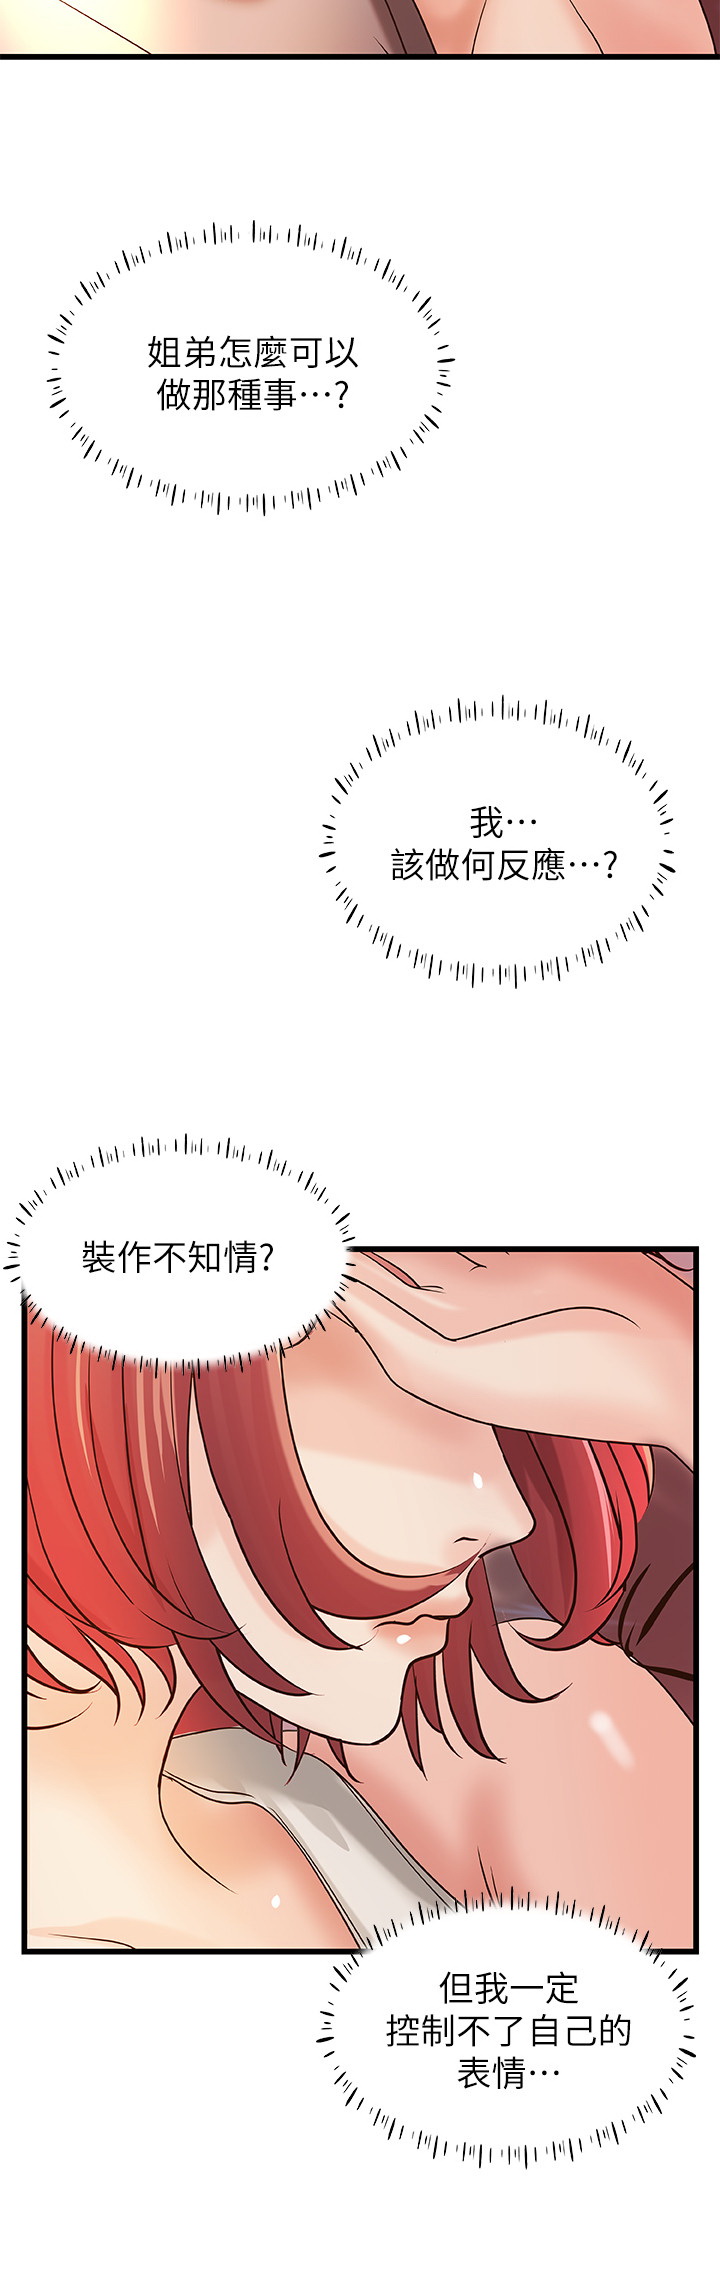 姐弟怎麼可以
做那種事…?
我…
該做何反應…?
裝作不知情?
但我一定
控制不了自己的
表情…